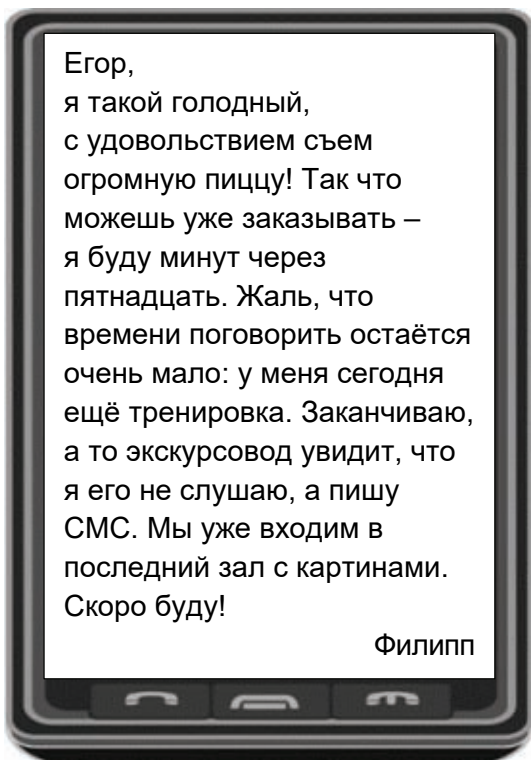 Егор,
я такой голодный,
с удовольствием съем
огромную пиццу! Так что
можешь уже заказывать –
я буду минут через
пятнадцать. Жаль, что
времени поговорить остаётся
очень мало: у меня сегодня
ещё тренировка. Заканчиваю,
а то экскурсовод увидит, что
я его не слушаю, а пишу
СМС. Мы уже входим в
последний зал с картинами.
Скоро буду!
Филипп